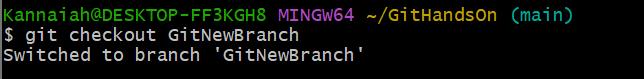 Kannaiah@DESKTOP-FF3KGH8 MINGW64 ~/GitHandsOn (main)
$ git checkout GitNewBranch
Switched to branch 'GitNewBranch'